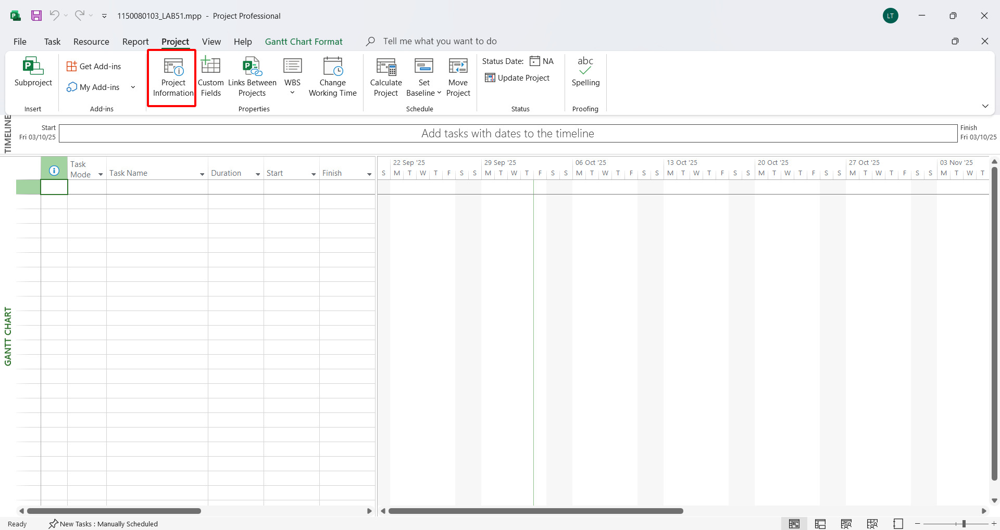 1150080103_LAB51.mpp - Project Professional
LT
File Task Resource Report Project View Help Gantt Chart Format Tell me what you want to do
Subproject
Insert
Get Add-ins
My Add-ins
Add-ins
Project
Information
Custom
Fields
Links Between
Projects
WBS
Change
Working Time
Properties
Calculate
Project
Set
Baseline
Move
Project
Schedule
Status Date: NA
Update Project
Status
abc
Spelling
Proofing
TIMELINE
Start
Fri 03/10/25
Add tasks with dates to the timeline
Finish
Fri 03/10/25
Task
Mode
Task Name
Duration
Start
Finish
22 Sep '25 29 Sep '25 06 Oct '25 13 Oct '25 20 Oct '25 27 Oct '25 03 Nov '25
S M T W T F S S M T W T F S S M T W T F S S M T W T F S S M T W T F S S M T W T F S S M T W T
GANTT CHART
Ready
New Tasks : Manually Scheduled